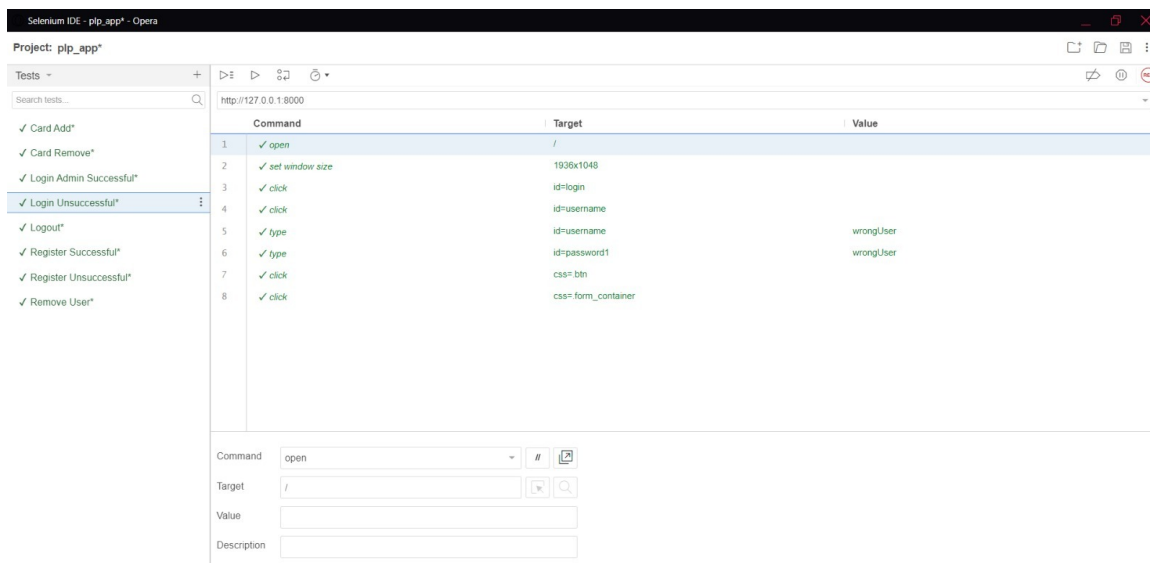 Selenium IDE - plp_app* - Opera
Project: plp_app*
Tests
Search tests...
✓ Card Add*
✓ Card Remove*
✓ Login Admin Successful*
✓ Login Unsuccessful*
✓ Logout*
✓ Register Successful*
✓ Register Unsuccessful*
✓ Remove User*
http://127.0.0.1:8000
Command Target Value
1 ✓ open /
2 ✓ set window size 1936x1048
3 ✓ click id=login
4 ✓ click id=username
5 ✓ type id=username wrongUser
6 ✓ type id=password1 wrongUser
7 ✓ click css=.btn
8 ✓ click css=.form_container
Command open //
Target /
Value
Description